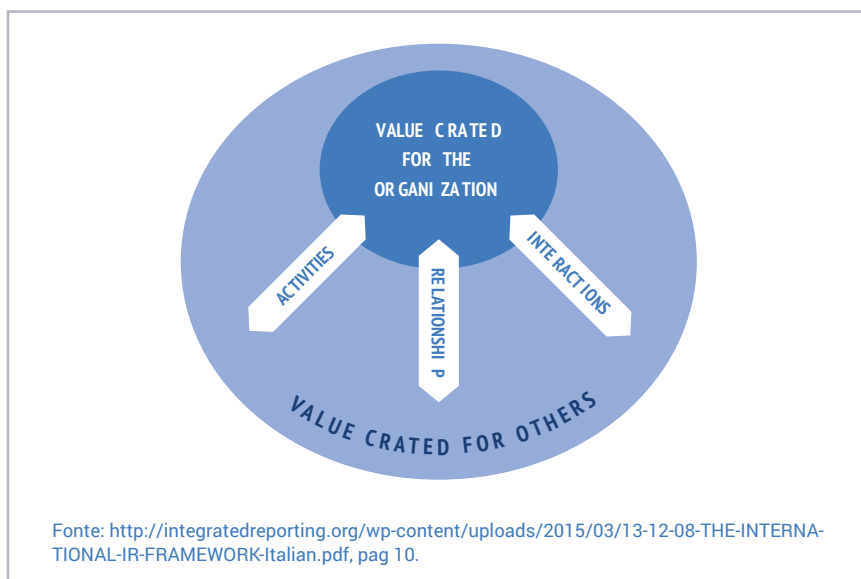 VALUE CRATED
FOR THE
ORGANIZATION
ACTIVITIES
RELATIONSHIP
INTERACTIONS
VALUE CRATED FOR OTHERS
Fonte: http://integratedreporting.org/wp-content/uploads/2015/03/13-12-08-THE-INTERNA-
TIONAL-IR-FRAMEWORK-Italian.pdf, pag 10.